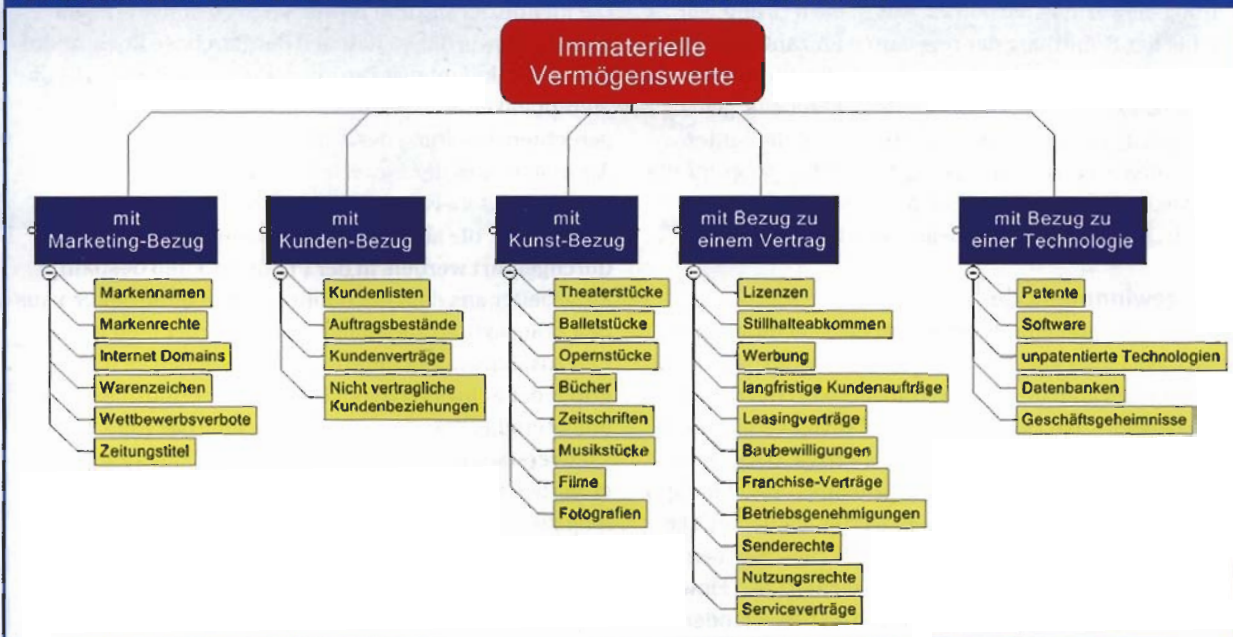 Immaterielle
Vermögenswerte
mit
Marketing-Bezug
Markennamen
Markenrechte
Internet Domains
Warenzeichen
Wettbewerbsverbote
Zeitungstitel
mit
Kunden-Bezug
Kundenlisten
Auftragsbestände
Kundenverträge
Nicht vertragliche
Kundenbeziehungen
mit
Kunst-Bezug
Theaterstücke
Balletstücke
Opernstücke
Bücher
Zeitschriften
Musikstücke
Filme
Fotografien
mit Bezug zu
einem Vertrag
Lizenzen
Stillhalteabkommen
Werbung
langfristige Kundenaufträge
Leasingverträge
Baubewilligungen
Franchise-Verträge
Betriebsgenehmigungen
Senderechte
Nutzungsrechte
Serviceverträge
mit Bezug zu
einer Technologie
Patente
Software
unpatentierte Technologien
Datenbanken
Geschäftsgeheimnisse